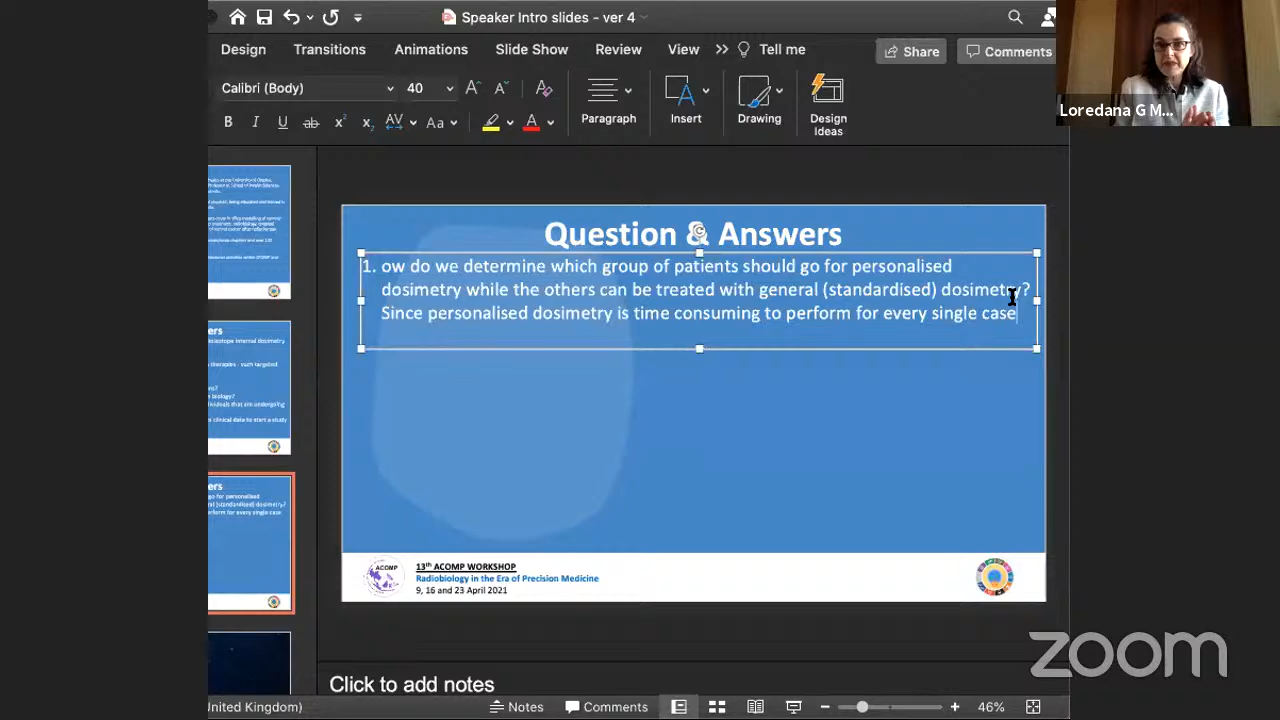 Speaker Intro slides - ver 4
Design Transitions Animations Slide Show Review View Tell me Share Comments
Loredana G M...
Calibri (Body) 40
Paragraph Insert Drawing Design Ideas
Question & Answers
1. ow do we determine which group of patients should go for personalised
dosimetry while the others can be treated with general (standardised) dosimetry?
Since personalised dosimetry is time consuming to perform for every single case
13th ACOMP WORKSHOP
Radiobiology in the Era of Precision Medicine
9, 16 and 23 April 2021
ACOMP
zoom
Click to add notes
United Kingdom) Notes Comments 46%